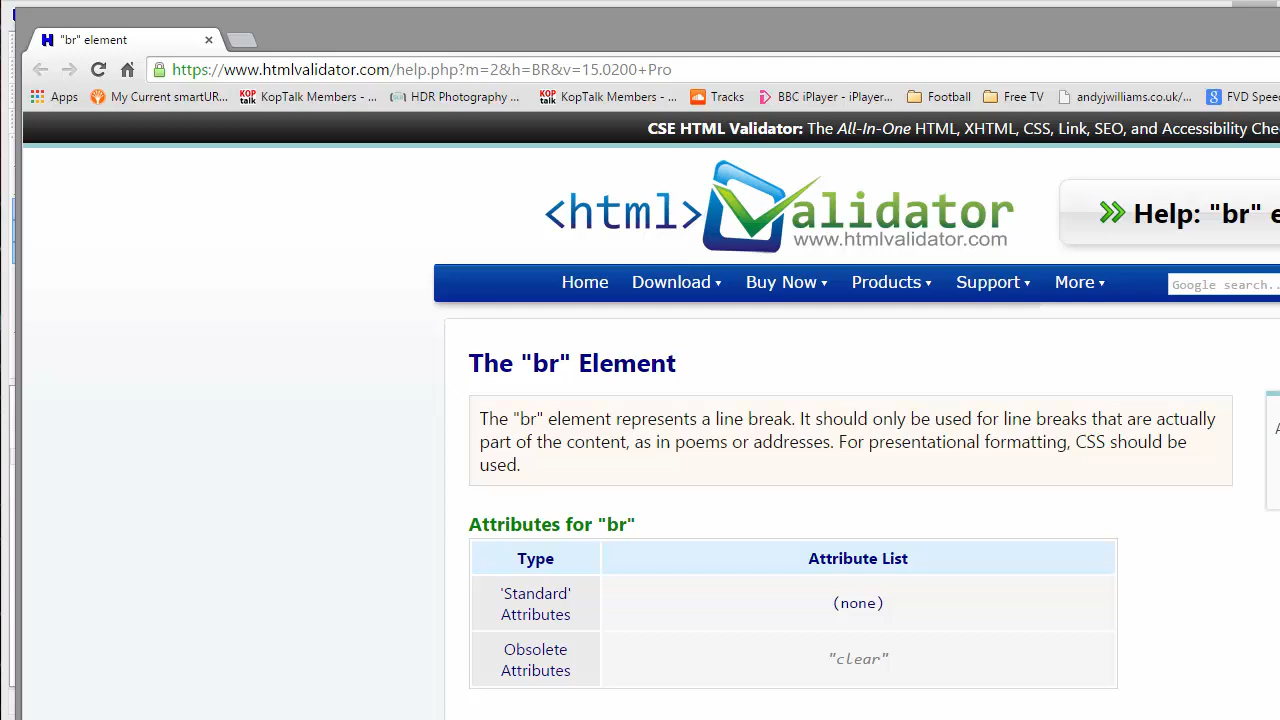 "br" element
https://www.htmlvalidator.com/help.php?m=2&h=BR&v=15.0200+Pro
Apps My Current smartUR... KopTalk Members - ... HDR Photography ... KopTalk Members - ... Tracks BBC iPlayer - iPlayer... Football Free TV andyjwilliams.co.uk/... FVD Spee
CSE HTML Validator: The All-In-One HTML, XHTML, CSS, Link, SEO, and Accessibility Che
<html> Validator
www.htmlvalidator.com
Help: "br" e
Home Download Buy Now Products Support More Google search..
The "br" Element
The "br" element represents a line break. It should only be used for line breaks that are actually
part of the content, as in poems or addresses. For presentational formatting, CSS should be
used.
Attributes for "br"
Type Attribute List
'Standard'
Attributes
(none)
Obsolete
Attributes
"clear"